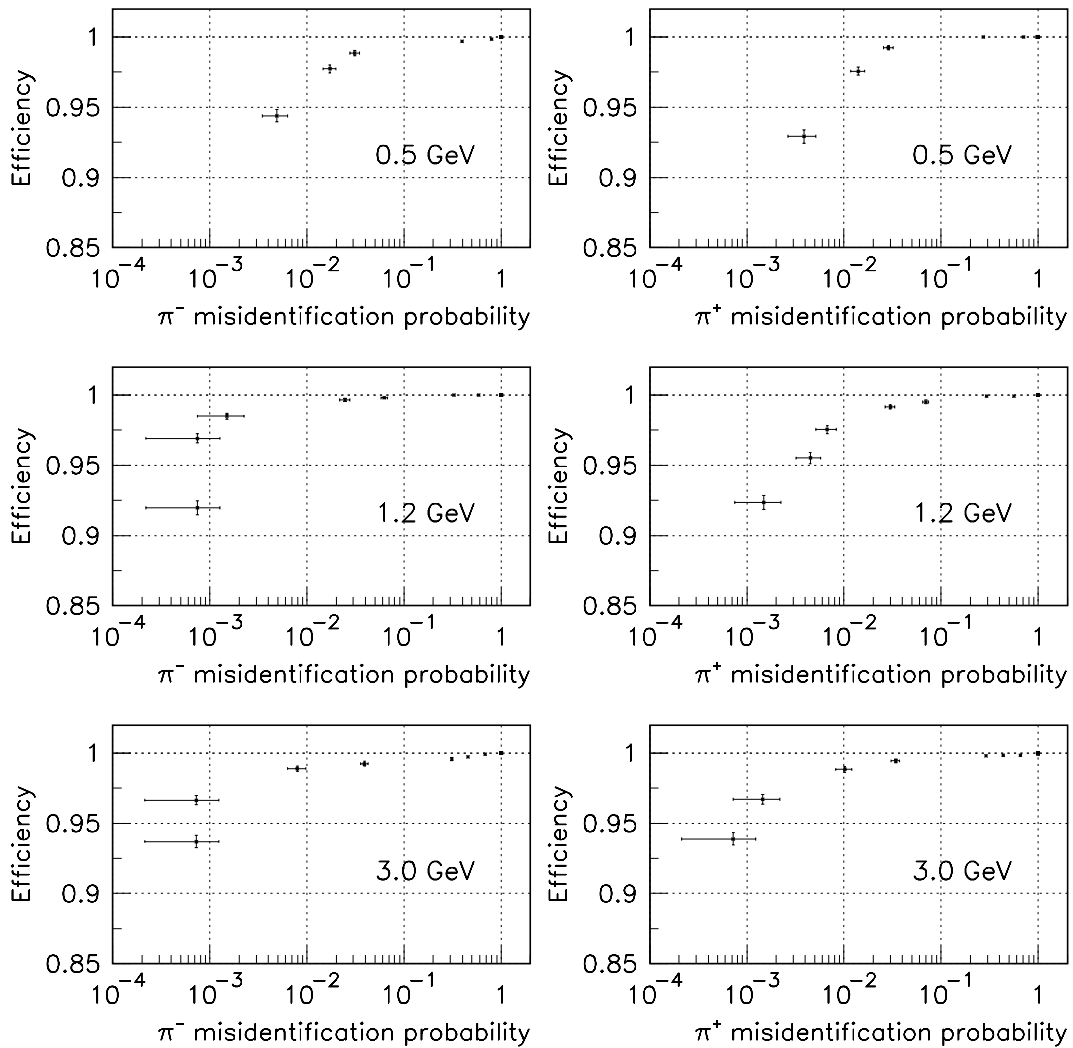 Efficiency
1
0.95
0.9
0.85
0.5 GeV
10⁻⁴ 10⁻³ 10⁻² 10⁻¹ 1
π⁻ misidentification probability
Efficiency
1
0.95
0.9
0.85
0.5 GeV
10⁻⁴ 10⁻³ 10⁻² 10⁻¹ 1
π⁺ misidentification probability
Efficiency
1
0.95
0.9
0.85
1.2 GeV
10⁻⁴ 10⁻³ 10⁻² 10⁻¹ 1
π⁻ misidentification probability
Efficiency
1
0.95
0.9
0.85
1.2 GeV
10⁻⁴ 10⁻³ 10⁻² 10⁻¹ 1
π⁺ misidentification probability
Efficiency
1
0.95
0.9
0.85
3.0 GeV
10⁻⁴ 10⁻³ 10⁻² 10⁻¹ 1
π⁻ misidentification probability
Efficiency
1
0.95
0.9
0.85
3.0 GeV
10⁻⁴ 10⁻³ 10⁻² 10⁻¹ 1
π⁺ misidentification probability